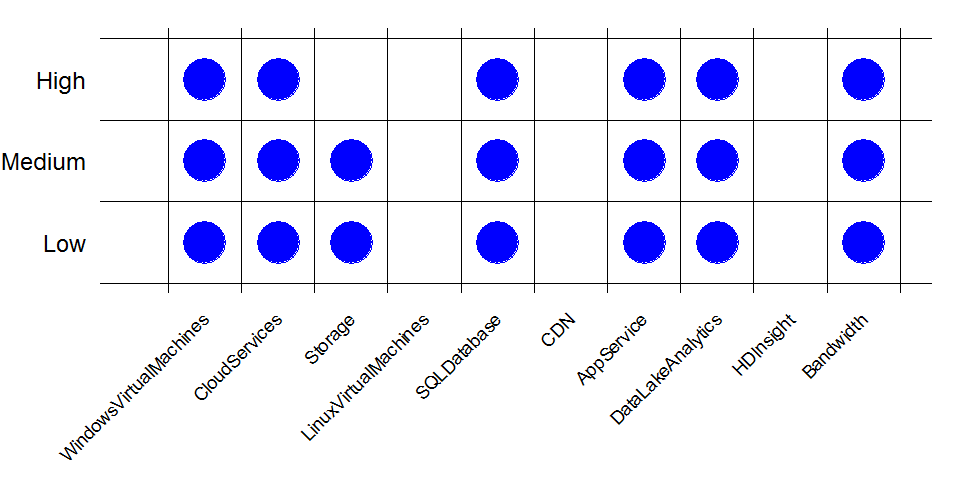 High
Medium
Low
WindowsVirtualMachines
CloudServices
Storage
LinuxVirtualMachines
SQLDatabase
CDN
AppService
DataLakeAnalytics
HDInsight
Bandwidth